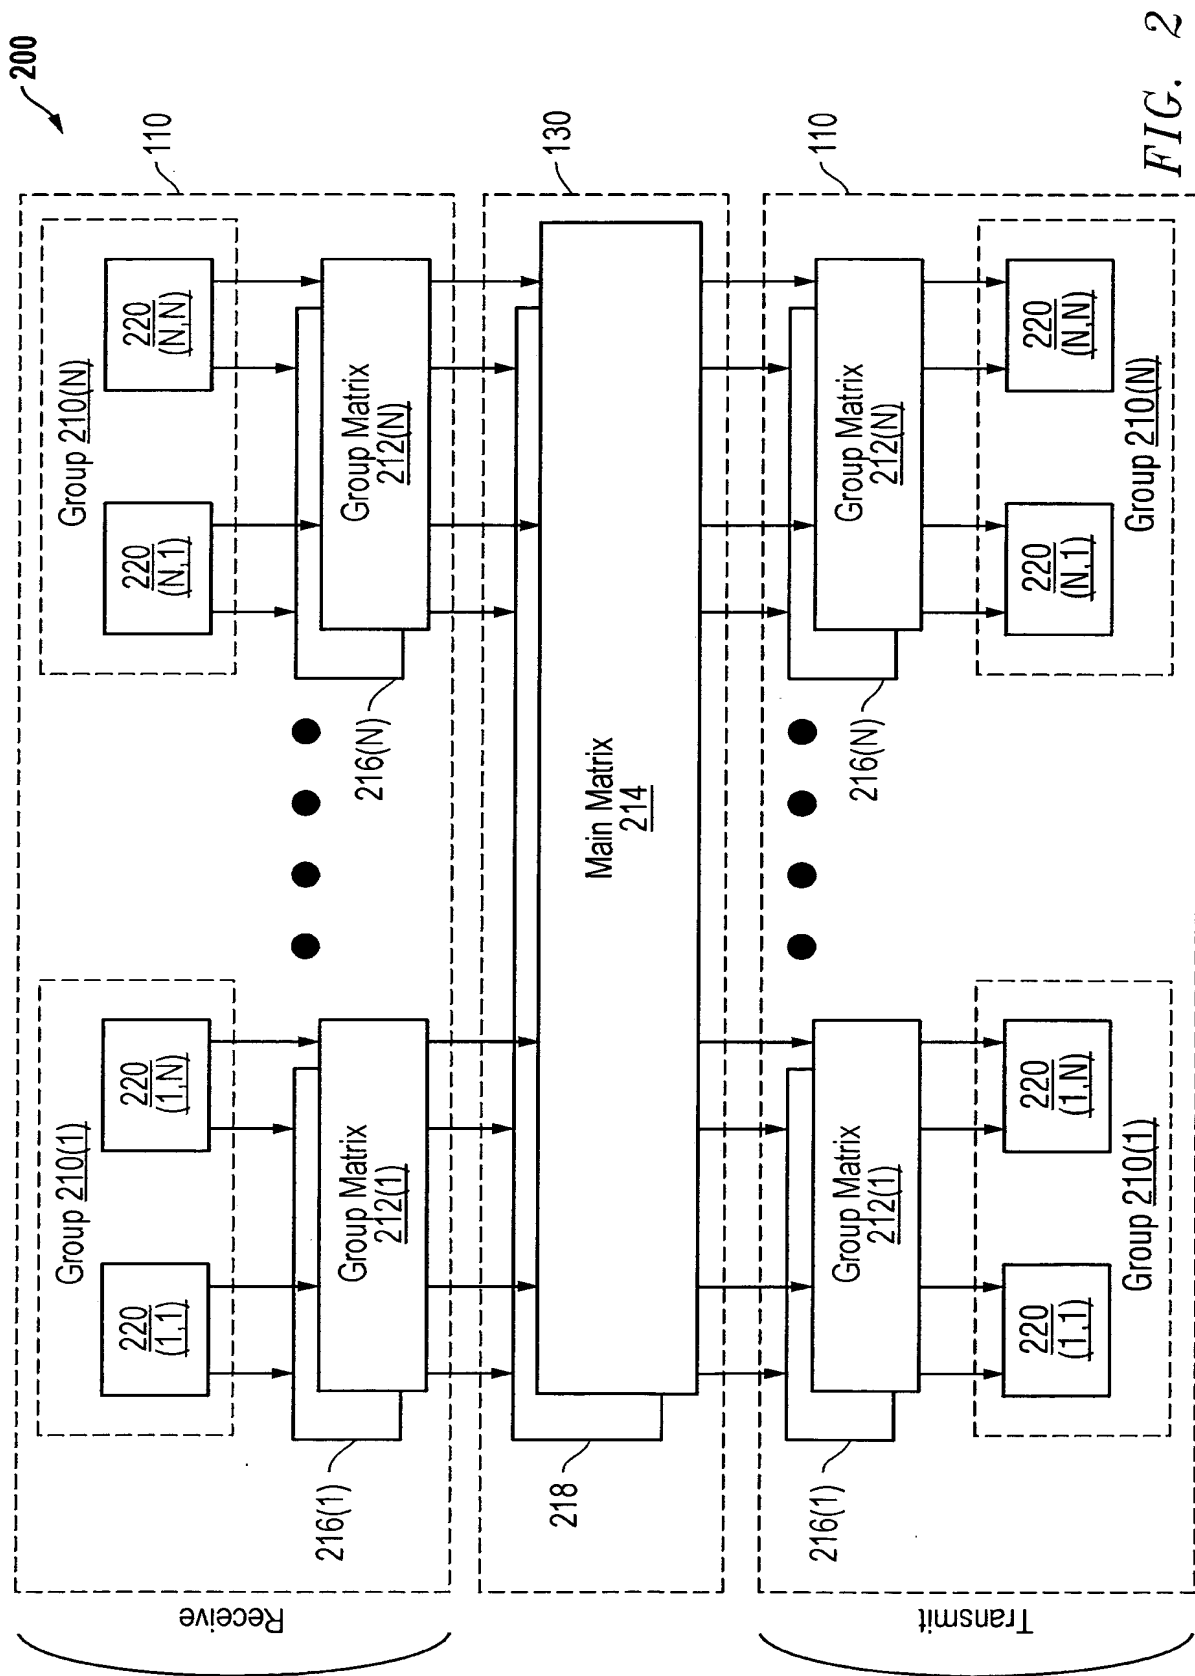 200
110
Group 210(1)
220
(1,1)
220
(1,N)
Group 210(N)
220
(N,1)
220
(N,N)
Receive
216(1)
Group Matrix
212(1)
216(N)
Group Matrix
212(N)
130
218
Main Matrix
214
110
Transmit
216(1)
Group Matrix
212(1)
216(N)
Group Matrix
212(N)
220
(1,1)
220
(1,N)
Group 210(1)
220
(N,1)
220
(N,N)
Group 210(N)
FIG. 2